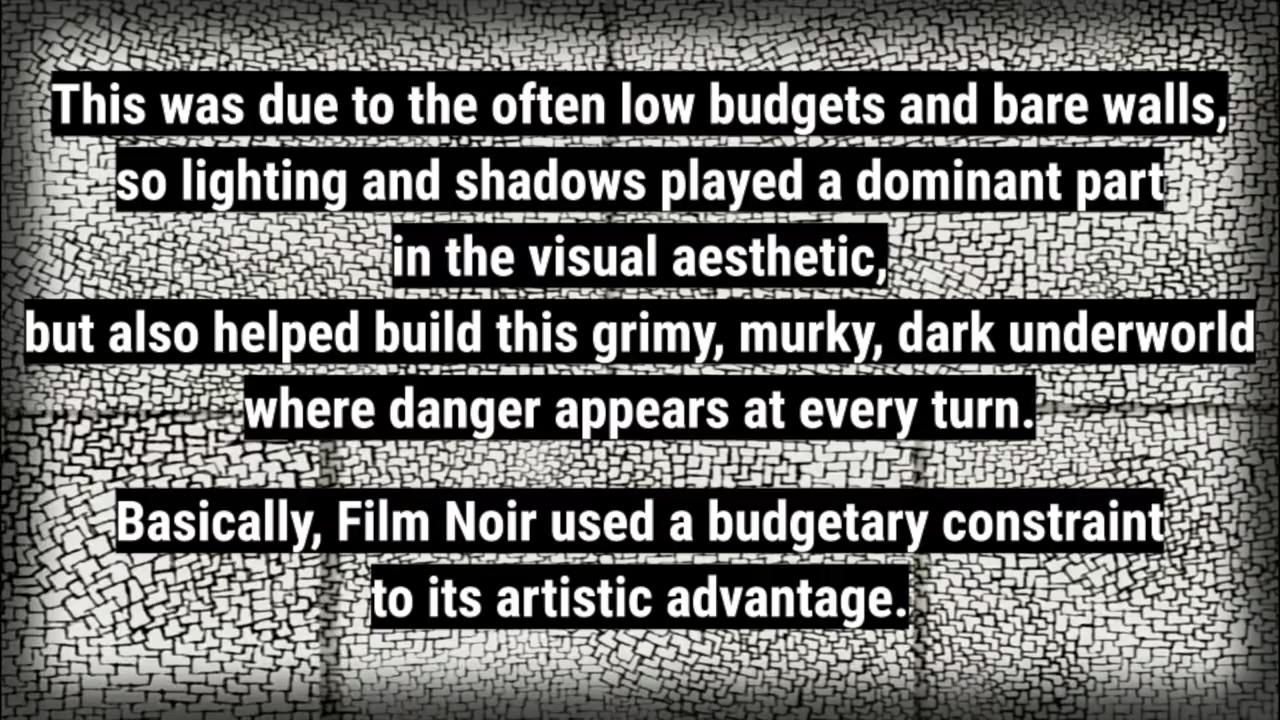 This was due to the often low budgets and bare walls,
so lighting and shadows played a dominant part
in the visual aesthetic,
but also helped build this grimy, murky, dark underworld
where danger appears at every turn.
Basically, Film Noir used a budgetary constraint
to its artistic advantage.